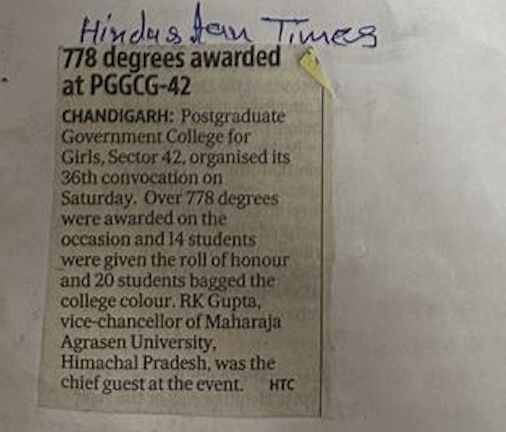 Hindustan Times
778 degrees awarded
at PGGCG-42
CHANDIGARH: Postgraduate
Government College for
Girls, Sector 42, organised its
36th convocation on
Saturday. Over 778 degrees
were awarded on the
occasion and 14 students
were given the roll of honour
and 20 students bagged the
college colour. RK Gupta,
vice-chancellor of Maharaja
Agrasen University,
Himachal Pradesh, was the
chief guest at the event. HTC